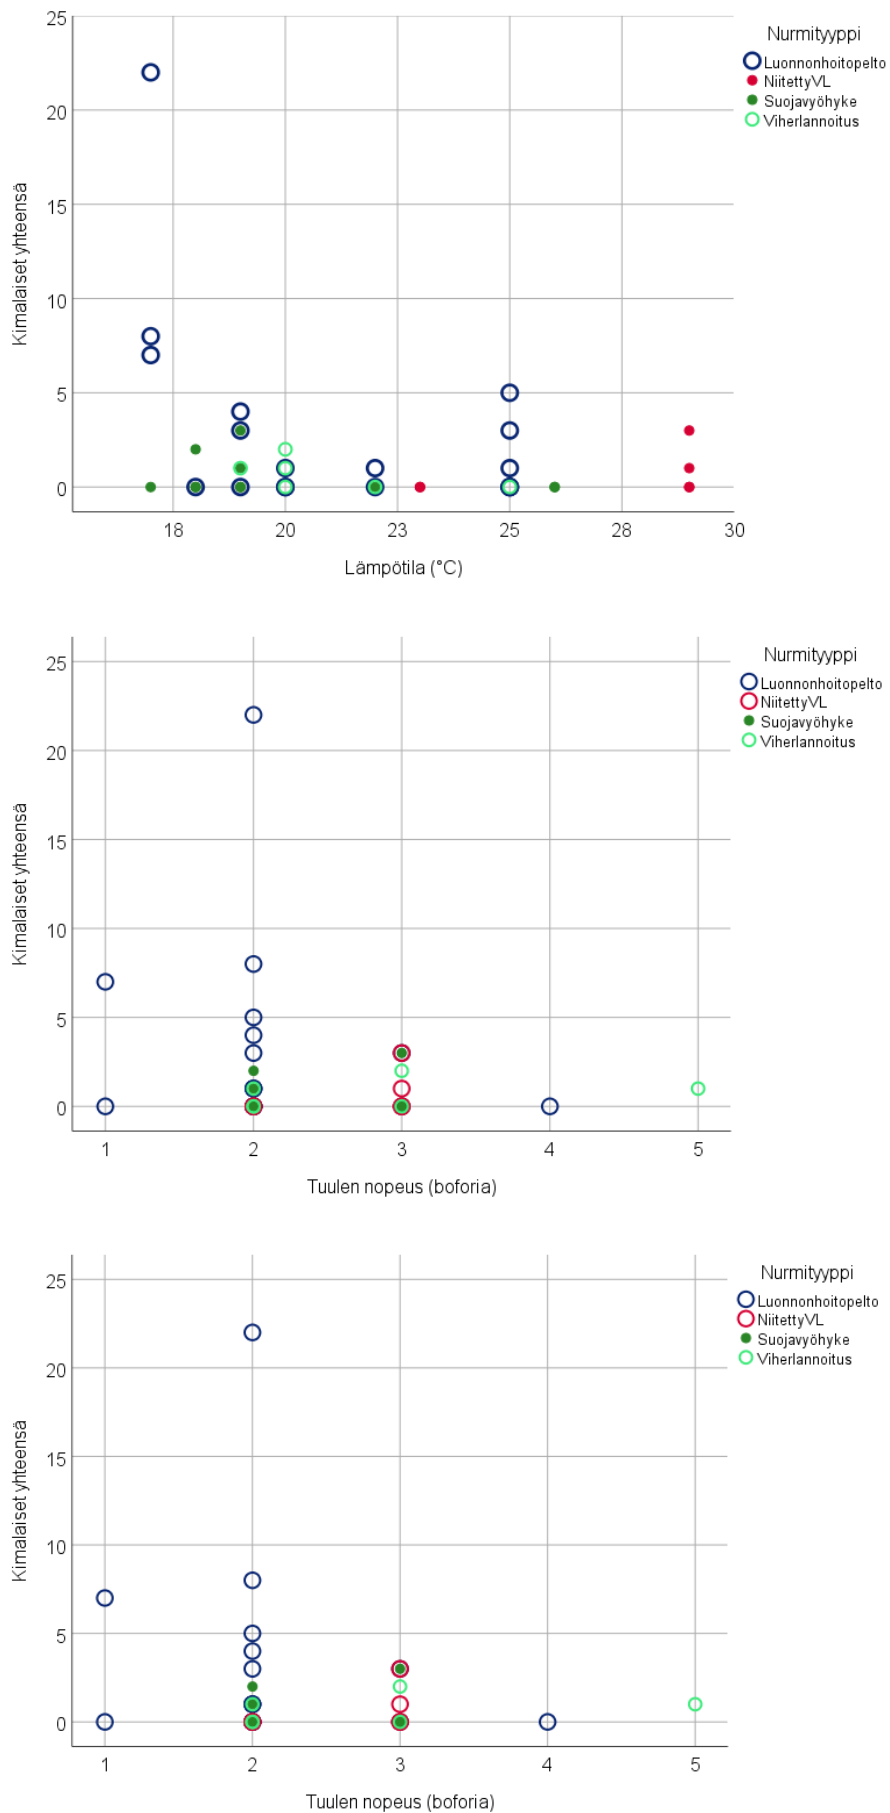 Nurmityyppi
Luonnonhoitopelto
NiitettyVL
Suojavyöhyke
Viherlannoitus
Kimalaiset yhteensä
25
20
15
10
5
0
18 20 23 25 28 30
Lämpötila (°C)
Nurmityyppi
Luonnonhoitopelto
NiitettyVL
Suojavyöhyke
Viherlannoitus
Kimalaiset yhteensä
25
20
15
10
5
0
1 2 3 4 5
Tuulen nopeus (boforia)
Nurmityyppi
Luonnonhoitopelto
NiitettyVL
Suojavyöhyke
Viherlannoitus
Kimalaiset yhteensä
25
20
15
10
5
0
1 2 3 4 5
Tuulen nopeus (boforia)